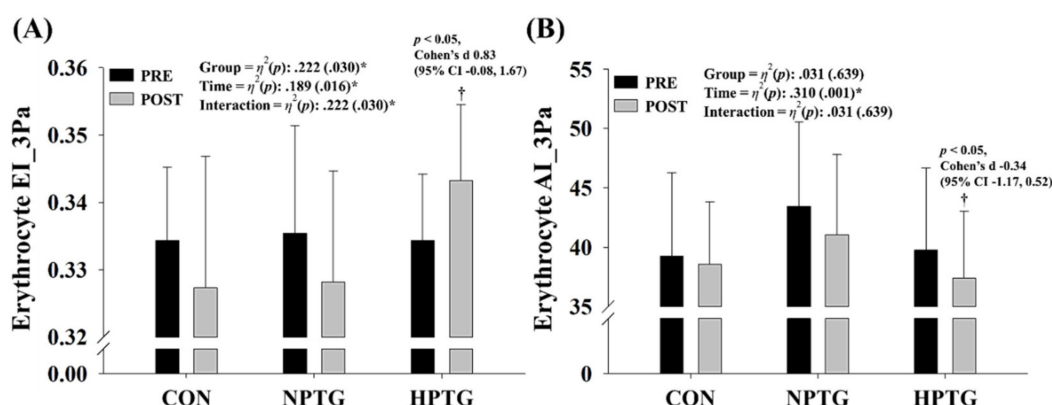 (A)
Erythrocyte EI_3Pa
0.36
0.35
0.34
0.33
0.32
0.00
PRE
POST
Group = η²(p): .222 (.030)*
Time = η²(p): .189 (.016)*
Interaction = η²(p): .222 (.030)*
p < 0.05,
Cohen's d 0.83
(95% CI -0.08, 1.67)
†
CON NPTG HPTG
(B)
Erythrocyte AI_3Pa
55
50
45
40
35
0
PRE
POST
Group = η²(p): .031 (.639)
Time = η²(p): .310 (.001)*
Interaction = η²(p): .031 (.639)
p < 0.05,
Cohen's d -0.34
(95% CI -1.17, 0.52)
†
CON NPTG HPTG